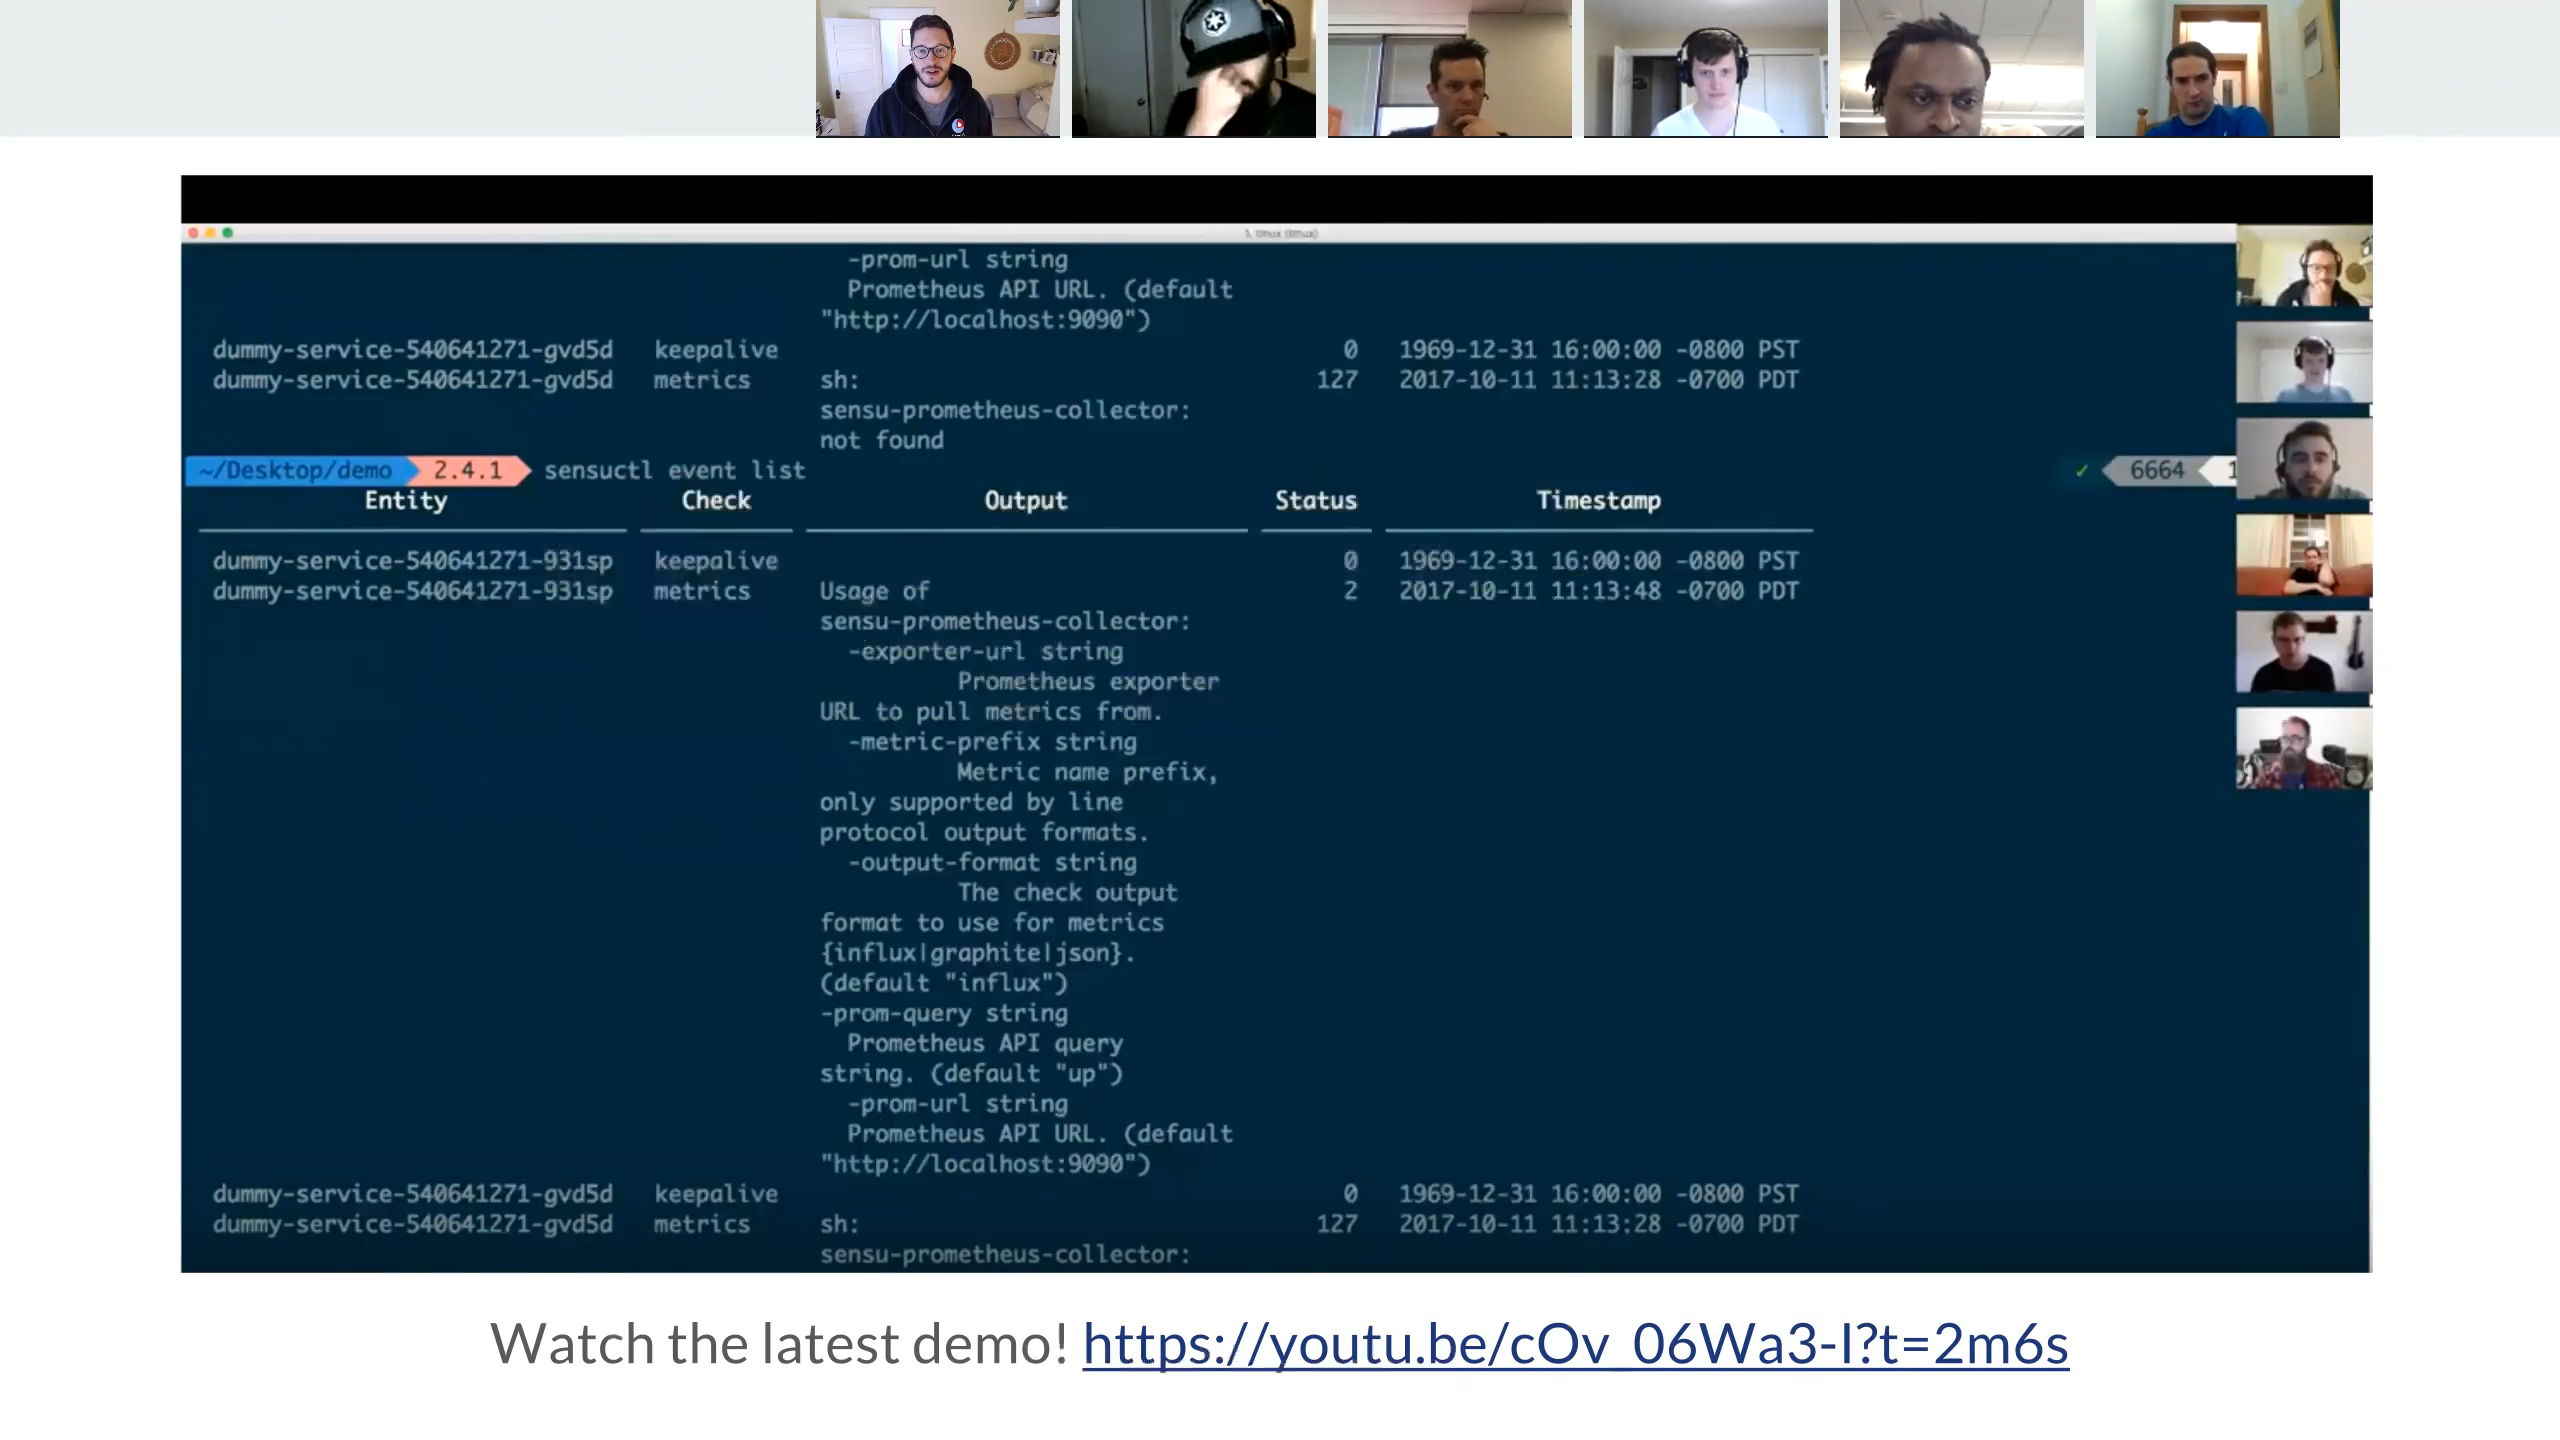 1. tmux (tmux)
-prom-url string
Prometheus API URL. (default
"http://localhost:9090")
dummy-service-540641271-gvd5d keepalive 0 1969-12-31 16:00:00 -0800 PST
dummy-service-540641271-gvd5d metrics sh: 127 2017-10-11 11:13:28 -0700 PDT
sensu-prometheus-collector:
not found
~/Desktop/demo 2.4.1 sensuctl event list ✓ 6664 1
Entity Check Output Status Timestamp
dummy-service-540641271-931sp keepalive 0 1969-12-31 16:00:00 -0800 PST
dummy-service-540641271-931sp metrics Usage of 2 2017-10-11 11:13:48 -0700 PDT
sensu-prometheus-collector:
-exporter-url string
Prometheus exporter
URL to pull metrics from.
-metric-prefix string
Metric name prefix,
only supported by line
protocol output formats.
-output-format string
The check output
format to use for metrics
{influx|graphite|json}.
(default "influx")
-prom-query string
Prometheus API query
string. (default "up")
-prom-url string
Prometheus API URL. (default
"http://localhost:9090")
dummy-service-540641271-gvd5d keepalive 0 1969-12-31 16:00:00 -0800 PST
dummy-service-540641271-gvd5d metrics sh: 127 2017-10-11 11:13:28 -0700 PDT
sensu-prometheus-collector:
Watch the latest demo! https://youtu.be/cOv_06Wa3-I?t=2m6s